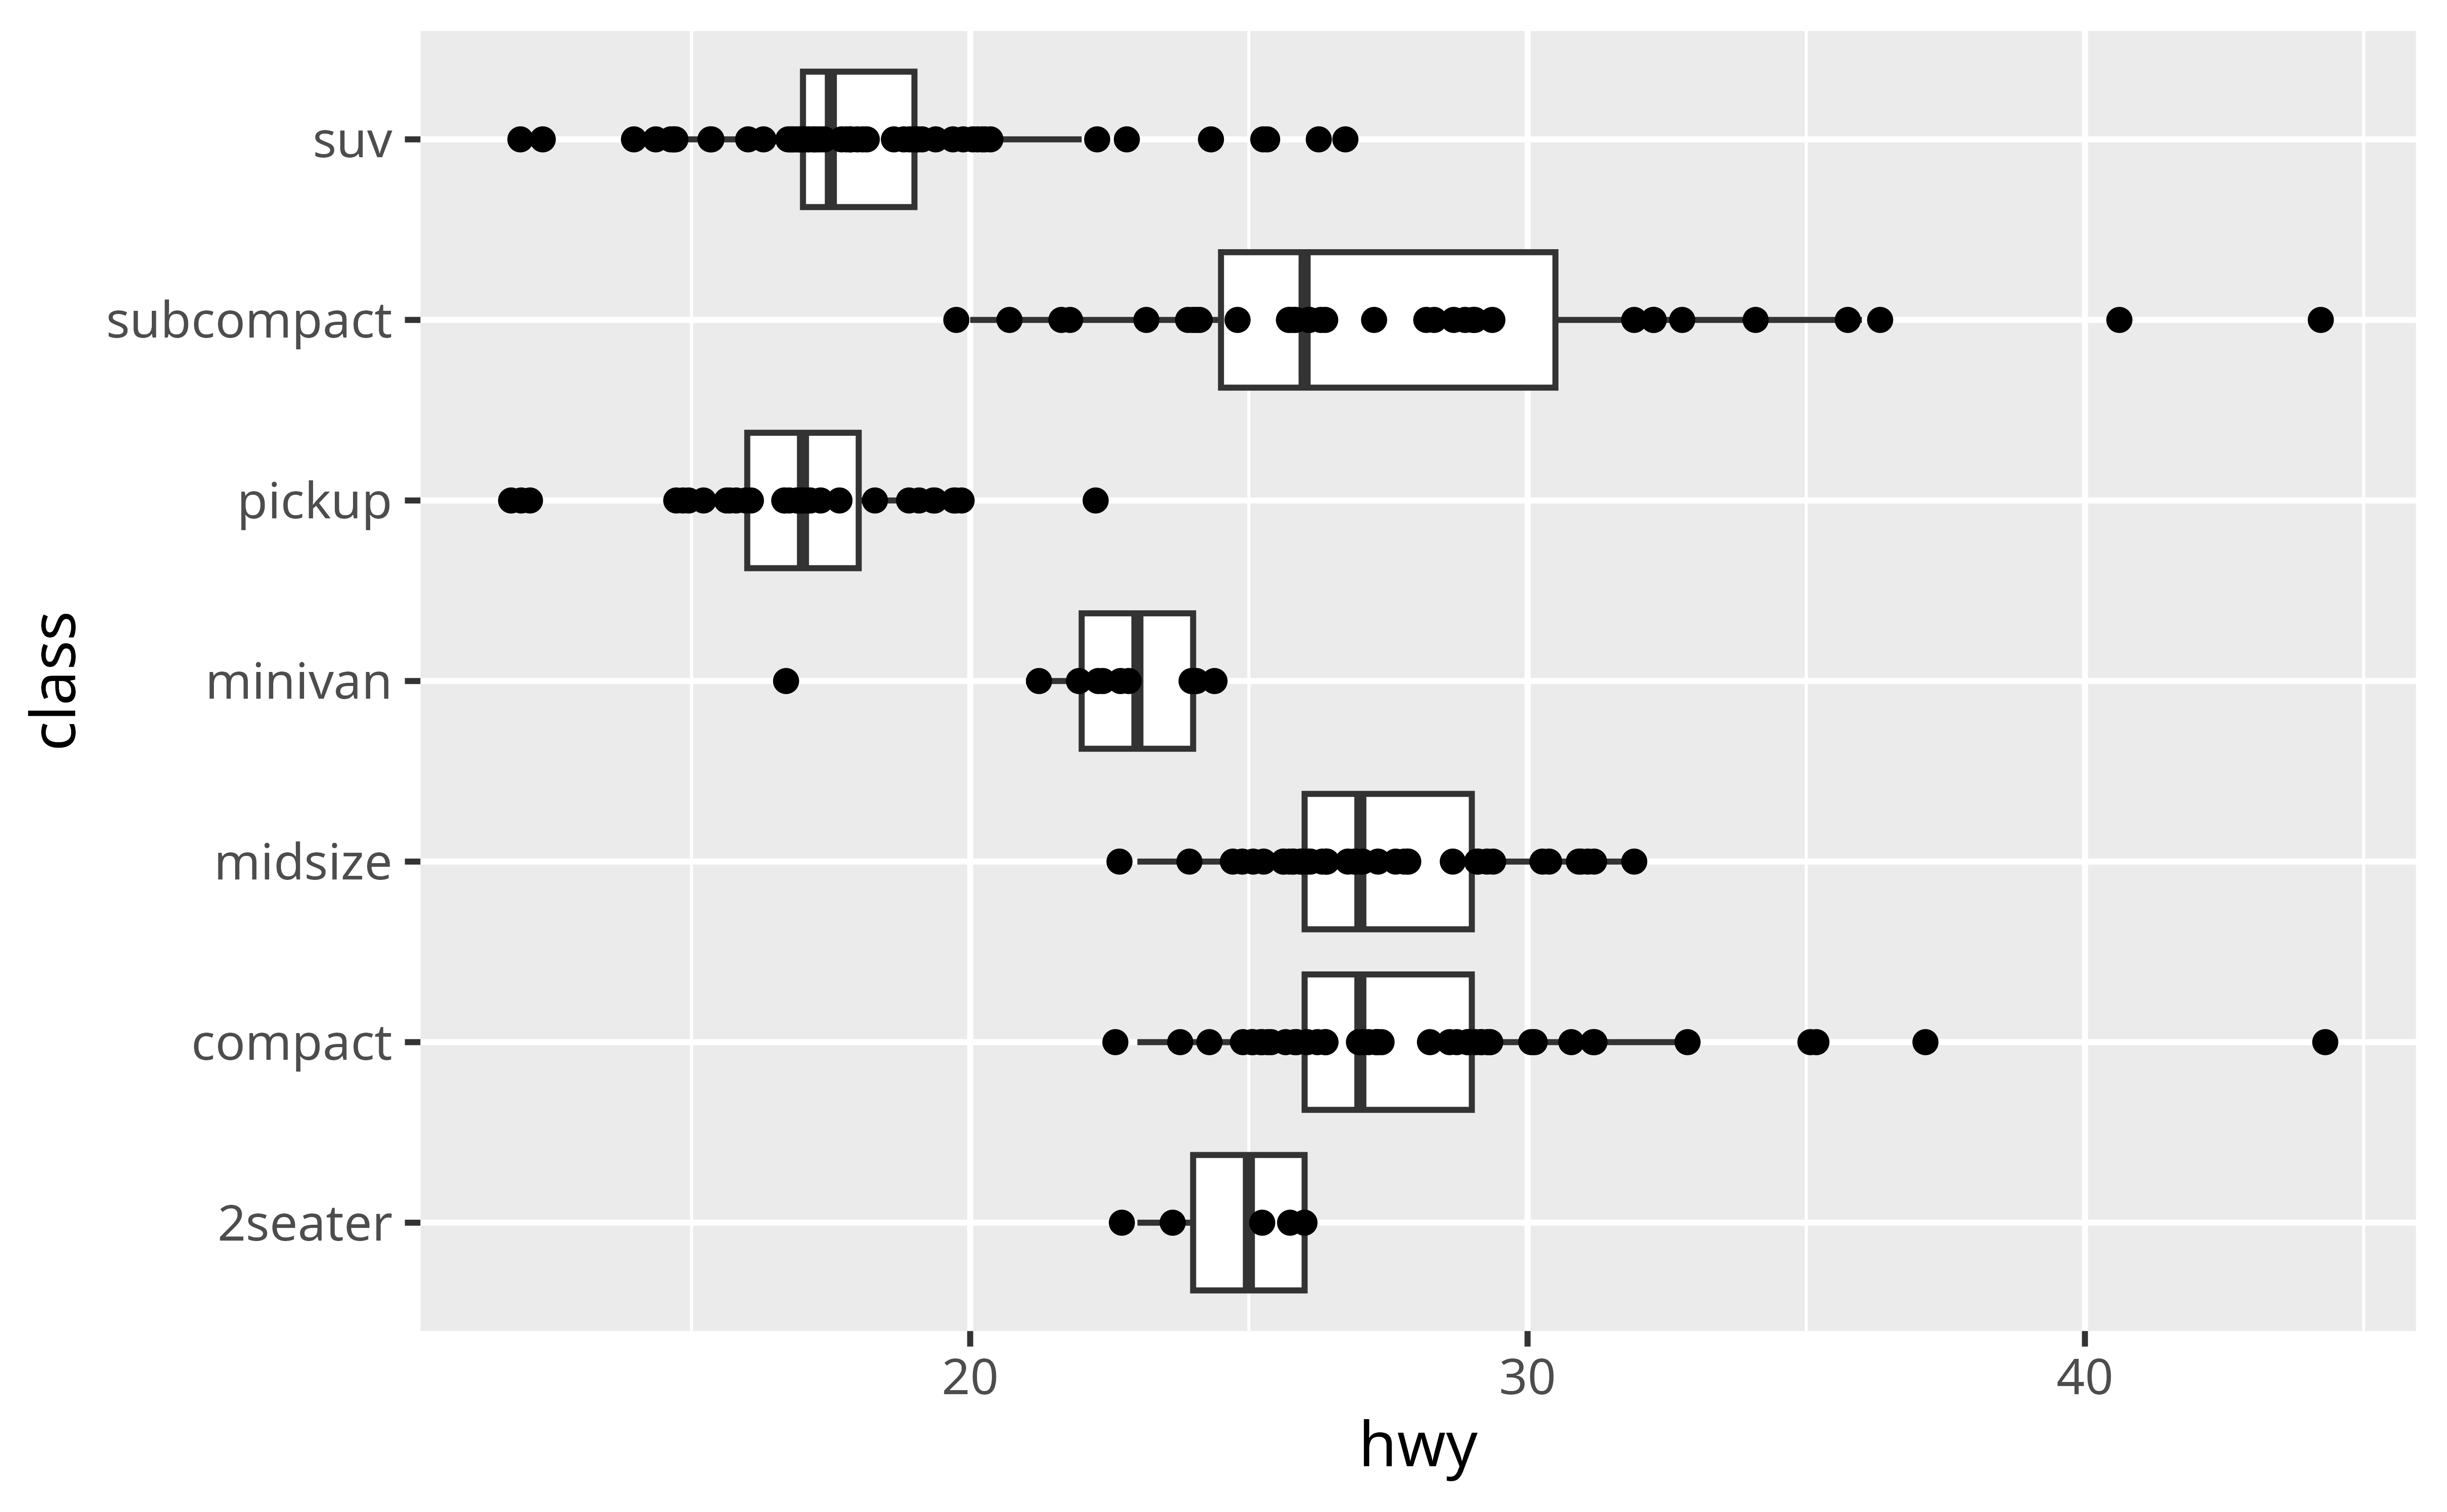 suv
subcompact
pickup
minivan
midsize
compact
2seater
class
20 30 40
hwy